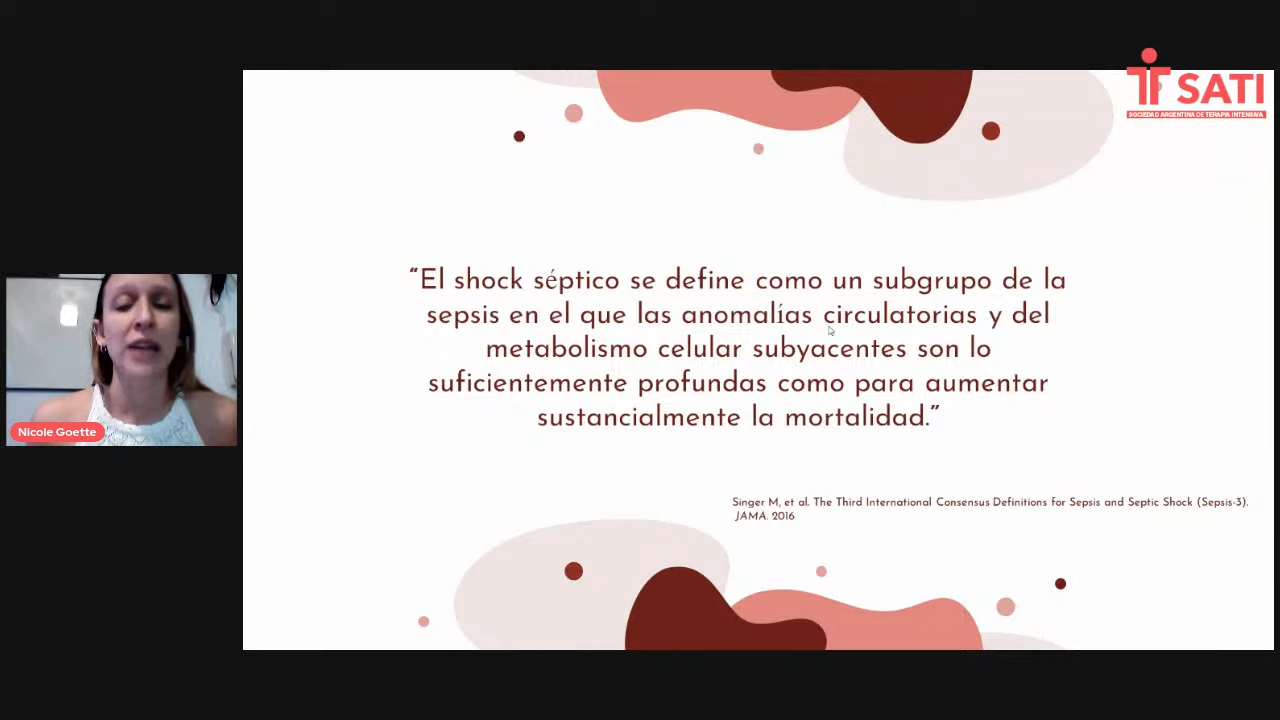 SATI
SOCIEDAD ARGENTINA DE TERAPIA INTENSIVA
“El shock séptico se define como un subgrupo de la
sepsis en el que las anomalías circulatorias y del
metabolismo celular subyacentes son lo
suficientemente profundas como para aumentar
sustancialmente la mortalidad.”
Nicole Goette
Singer M, et al. The Third International Consensus Definitions for Sepsis and Septic Shock (Sepsis-3).
JAMA. 2016